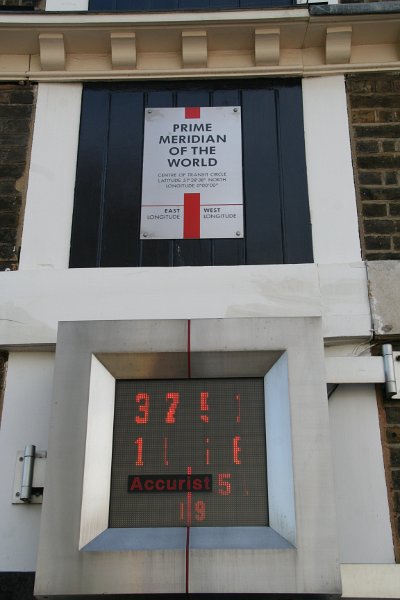 PRIME
MERIDIAN
OF THE
WORLD
CENTRE OF TRANSIT CIRCLE
LATITUDE 51°28'38" NORTH
LONGITUDE 0°00'00"
EAST WEST
LONGITUDE LONGITUDE
Accurist